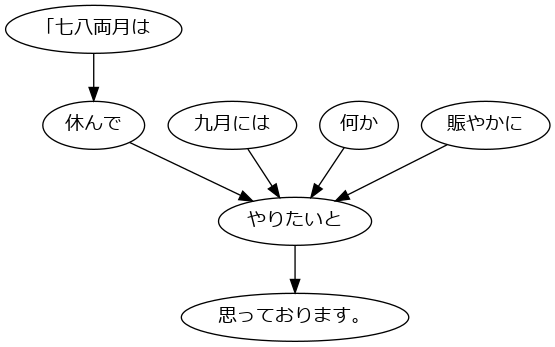 「七八両月は
休んで
九月には
何か
賑やかに
やりたいと
思っております。